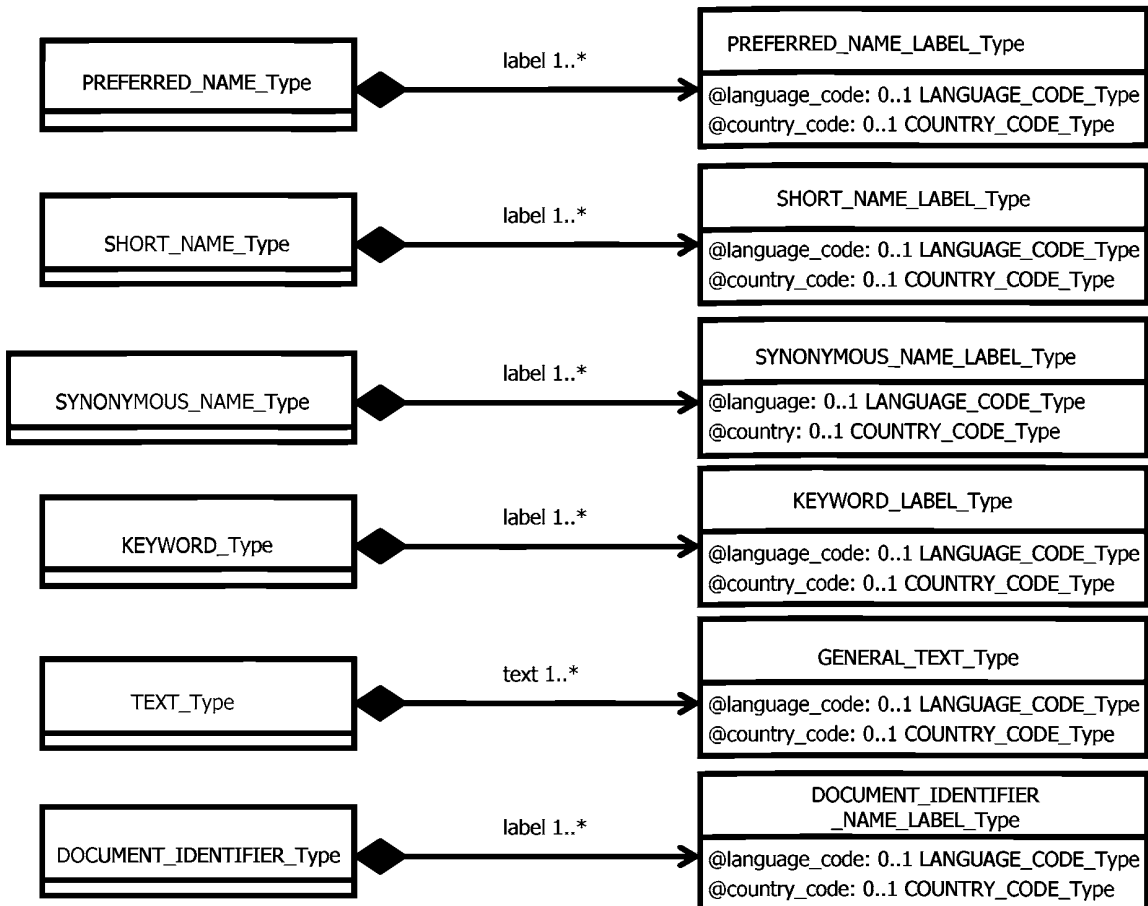 PREFERRED_NAME_Type
label 1..*
PREFERRED_NAME_LABEL_Type
@language_code: 0..1 LANGUAGE_CODE_Type
@country_code: 0..1 COUNTRY_CODE_Type
SHORT_NAME_Type
label 1..*
SHORT_NAME_LABEL_Type
@language_code: 0..1 LANGUAGE_CODE_Type
@country_code: 0..1 COUNTRY_CODE_Type
SYNONYMOUS_NAME_Type
label 1..*
SYNONYMOUS_NAME_LABEL_Type
@language: 0..1 LANGUAGE_CODE_Type
@country: 0..1 COUNTRY_CODE_Type
KEYWORD_Type
label 1..*
KEYWORD_LABEL_Type
@language_code: 0..1 LANGUAGE_CODE_Type
@country_code: 0..1 COUNTRY_CODE_Type
TEXT_Type
text 1..*
GENERAL_TEXT_Type
@language_code: 0..1 LANGUAGE_CODE_Type
@country_code: 0..1 COUNTRY_CODE_Type
DOCUMENT_IDENTIFIER_Type
label 1..*
DOCUMENT_IDENTIFIER
_NAME_LABEL_Type
@language_code: 0..1 LANGUAGE_CODE_Type
@country_code: 0..1 COUNTRY_CODE_Type